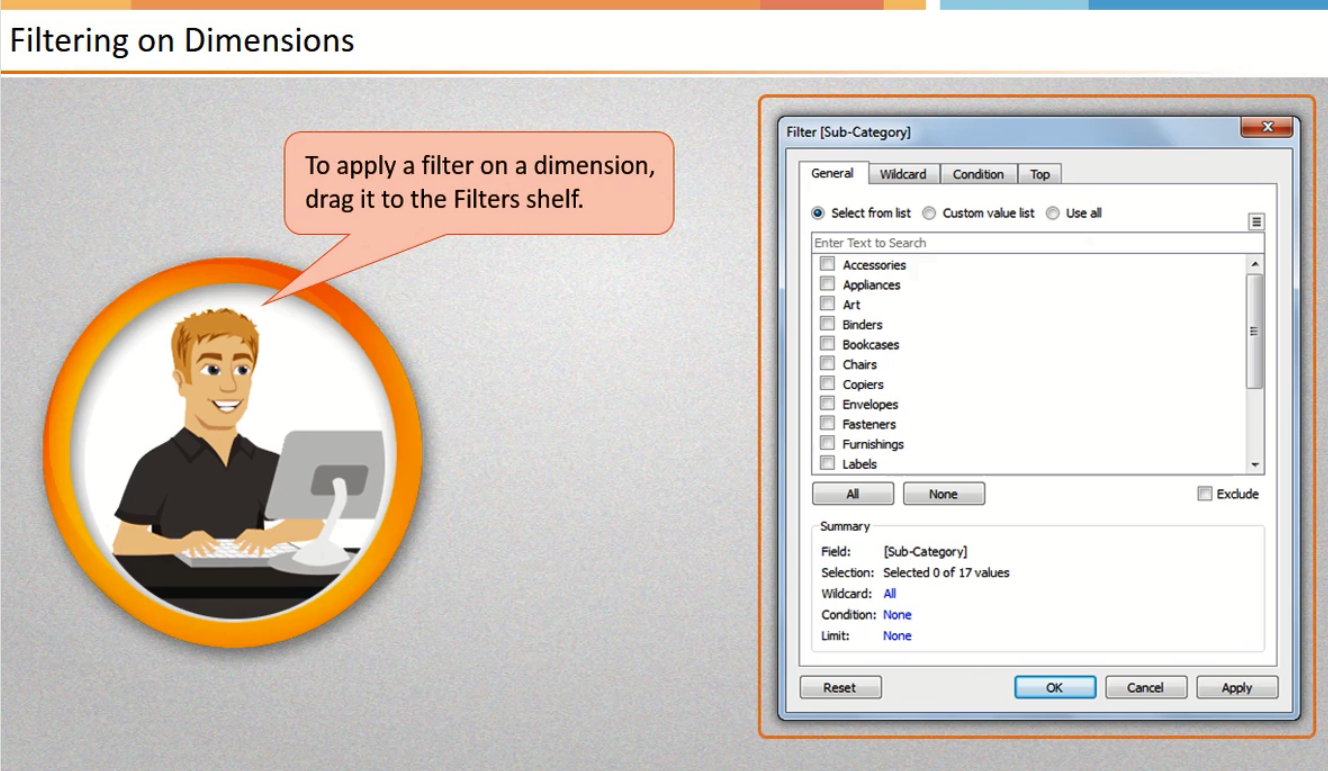 Filtering on Dimensions
To apply a filter on a dimension,
drag it to the Filters shelf.
Filter [Sub-Category]
General Wildcard Condition Top
Select from list Custom value list Use all
Enter Text to Search
Accessories
Appliances
Art
Binders
Bookcases
Chairs
Copiers
Envelopes
Fasteners
Furnishings
Labels
All None Exclude
Summary
Field: [Sub-Category]
Selection: Selected 0 of 17 values
Wildcard: All
Condition: None
Limit: None
Reset OK Cancel Apply